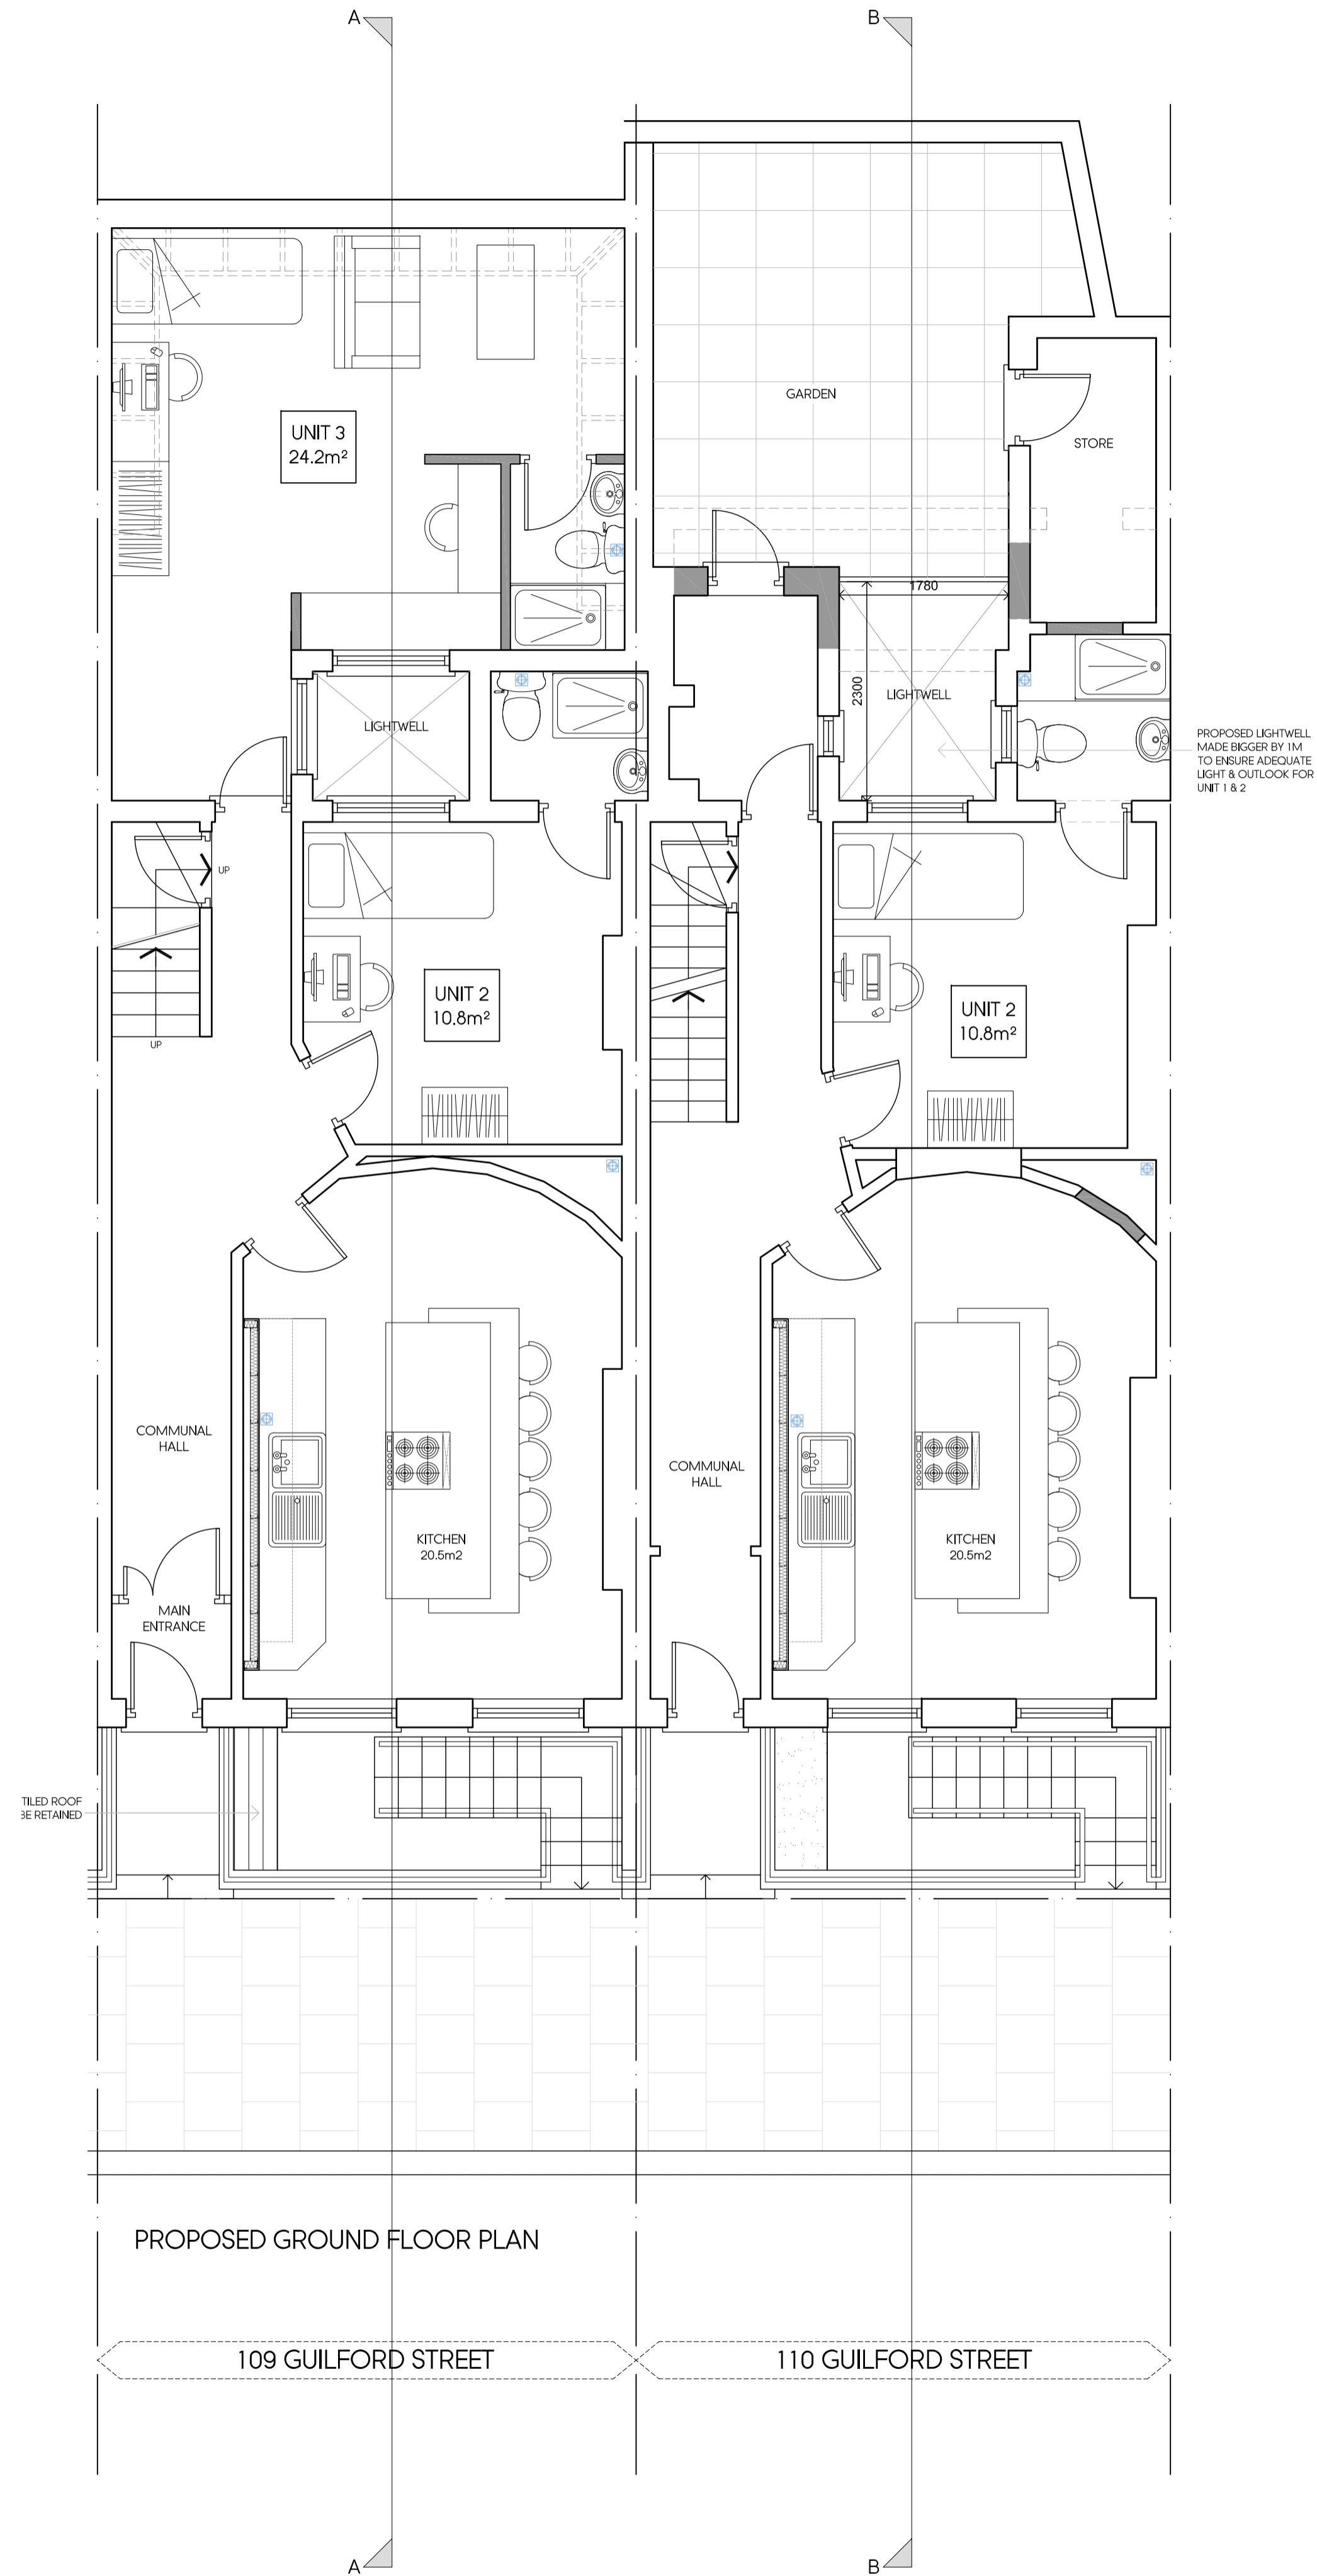 A
B
UNIT 3
24.2m²
GARDEN
STORE
1780
2300
LIGHTWELL
LIGHTWELL
PROPOSED LIGHTWELL
MADE BIGGER BY 1M
TO ENSURE ADEQUATE
LIGHT & OUTLOOK FOR
UNIT 1 & 2
UP
UNIT 2
10.8m²
UNIT 2
10.8m²
UP
COMMUNAL
HALL
COMMUNAL
HALL
KITCHEN
20.5m2
KITCHEN
20.5m2
MAIN
ENTRANCE
TILED ROOF
BE RETAINED
PROPOSED GROUND FLOOR PLAN
109 GUILFORD STREET
110 GUILFORD STREET
A
B